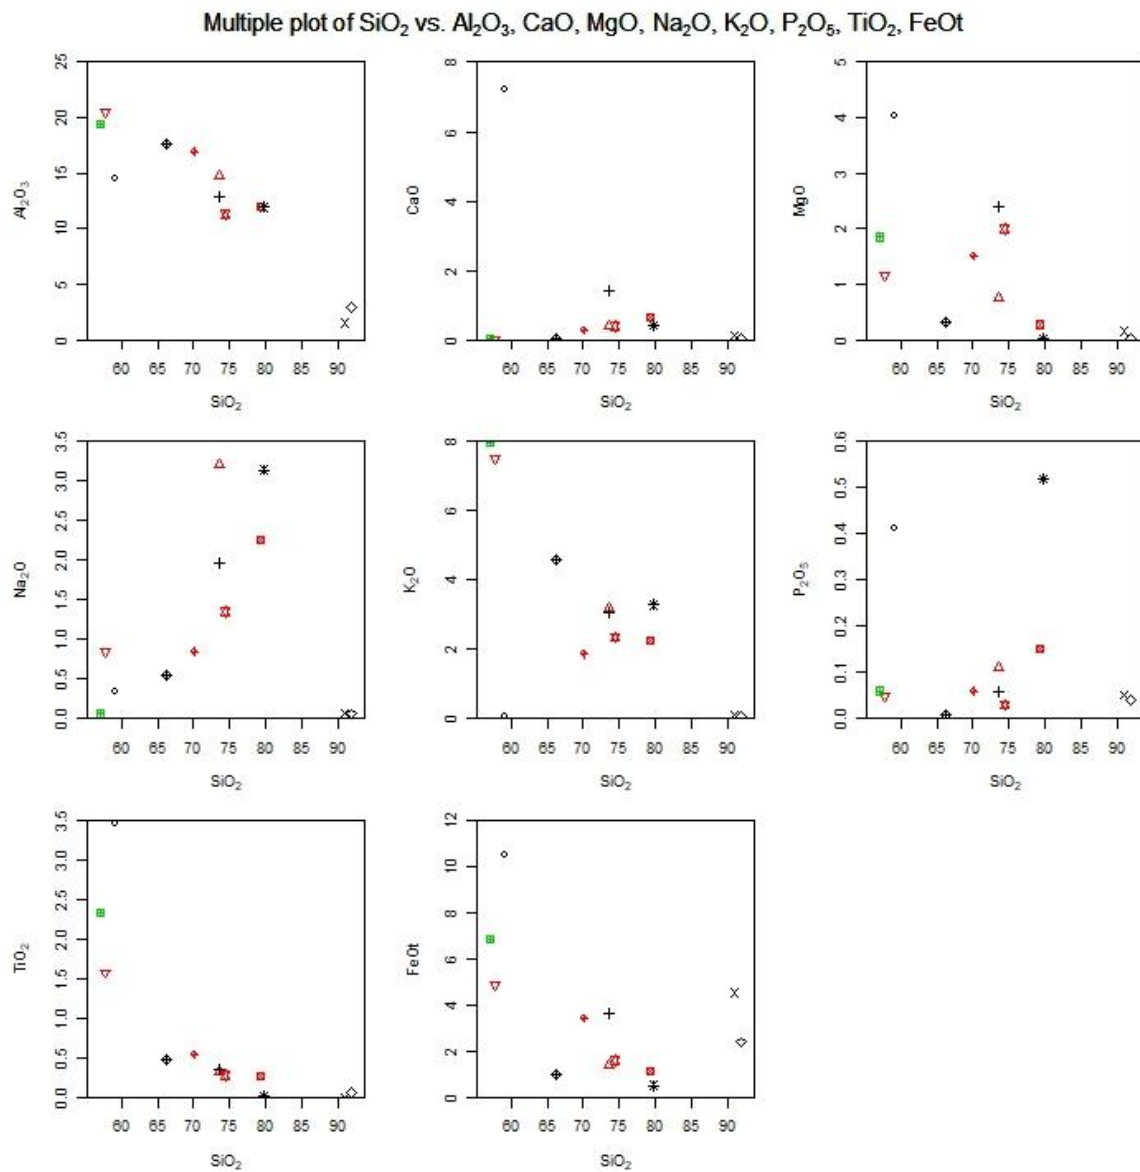 Multiple plot of SiO₂ vs. Al₂O₃, CaO, MgO, Na₂O, K₂O, P₂O₅, TiO₂, FeOt
Al₂O₃
0 5 10 15 20 25
60 65 70 75 80 85 90
SiO₂
CaO
0 2 4 6 8
60 65 70 75 80 85 90
SiO₂
MgO
0 1 2 3 4 5
60 65 70 75 80 85 90
SiO₂
Na₂O
0.0 0.5 1.0 1.5 2.0 2.5 3.0 3.5
60 65 70 75 80 85 90
SiO₂
K₂O
0 2 4 6 8
60 65 70 75 80 85 90
SiO₂
P₂O₅
0.0 0.1 0.2 0.3 0.4 0.5 0.6
60 65 70 75 80 85 90
SiO₂
TiO₂
0.0 0.5 1.0 1.5 2.0 2.5 3.0 3.5
60 65 70 75 80 85 90
SiO₂
FeOt
0 2 4 6 8 10 12
60 65 70 75 80 85 90
SiO₂